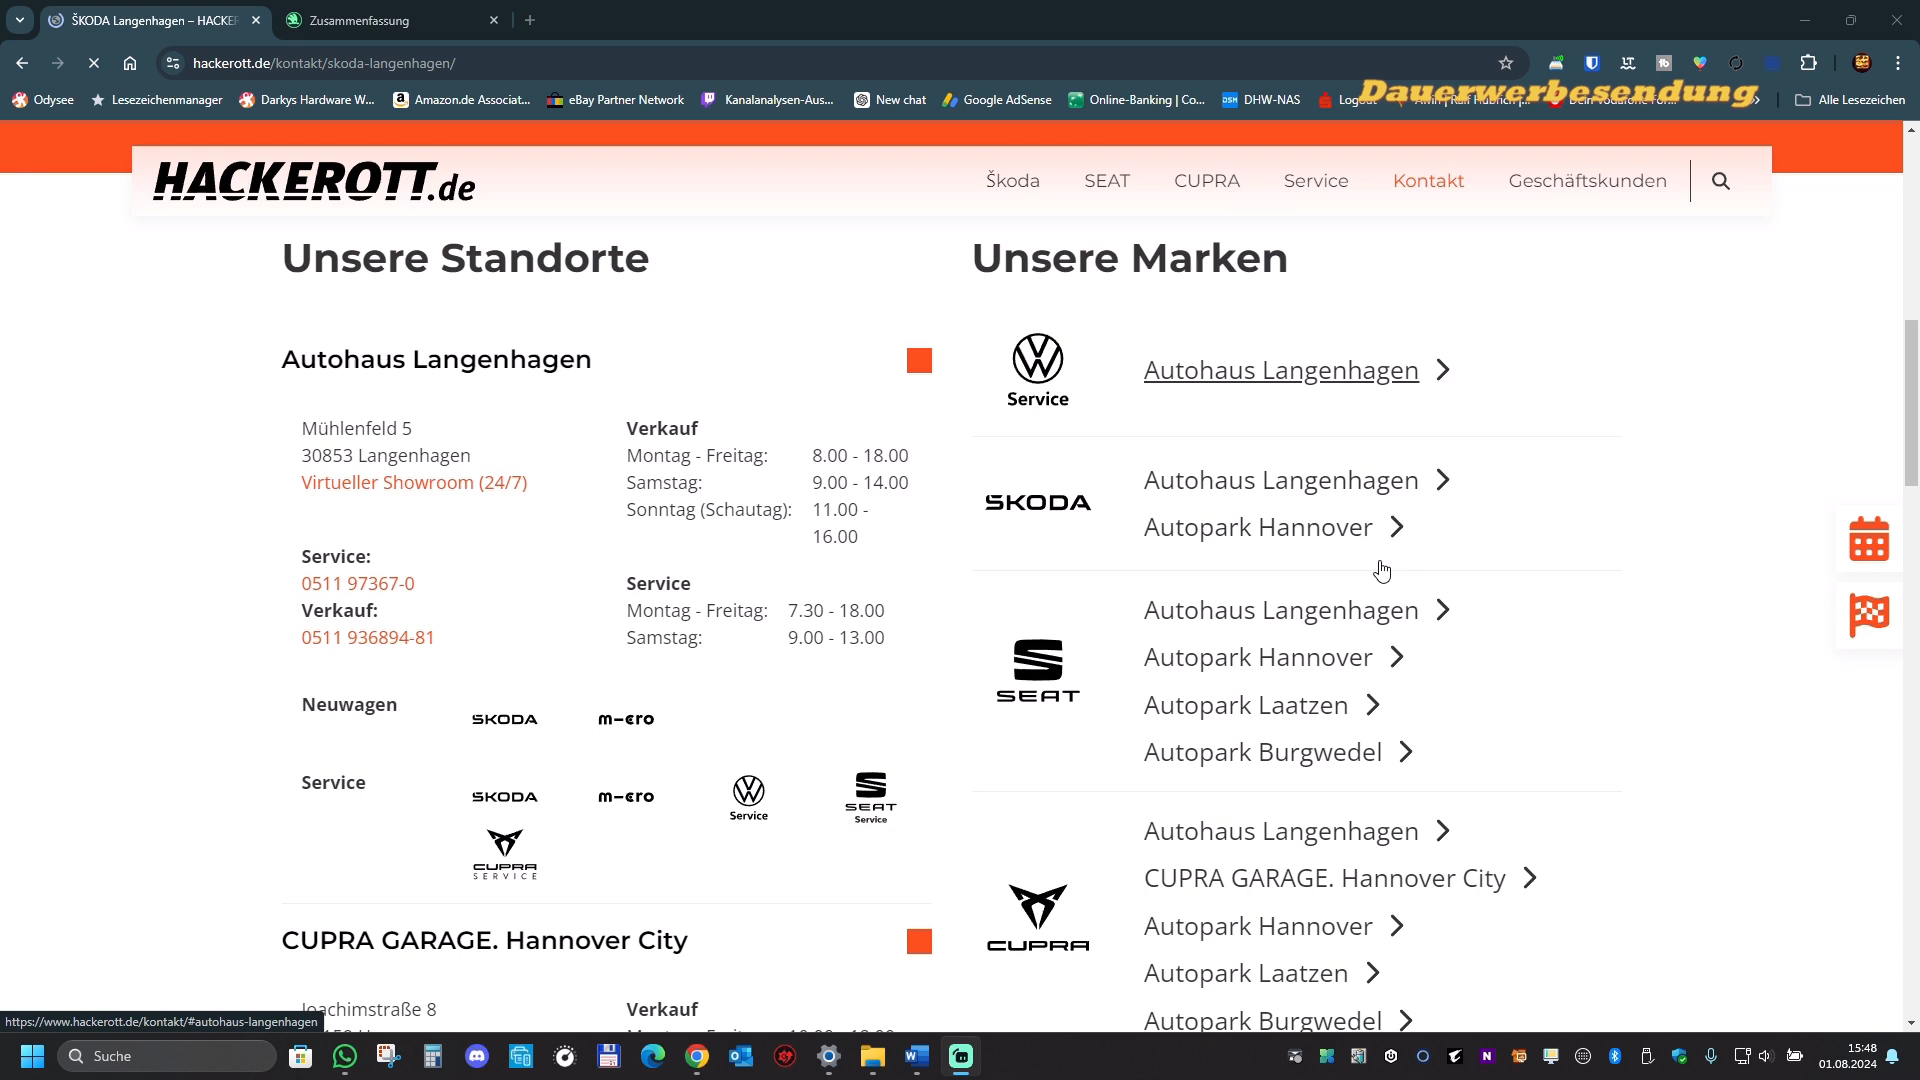 ŠKODA Langenhagen – HACKER
Zusammenfassung
hackerott.de/kontakt/skoda-langenhagen/
Odysee
Lesezeichenmanager
Darkys Hardware W...
Amazon.de Associat...
eBay Partner Network
Kanalanalysen-Aus...
New chat
Google AdSense
Online-Banking | Co...
DHW-NAS
Dauerwerbesendung
Alle Lesezeichen
HACKEROTT.de
Škoda
SEAT
CUPRA
Service
Kontakt
Geschäftskunden
Unsere Standorte
Autohaus Langenhagen
Mühlenfeld 5
30853 Langenhagen
Virtueller Showroom (24/7)
Service:
0511 97367-0
Verkauf:
0511 936894-81
Verkauf
Montag - Freitag: 8.00 - 18.00
Samstag: 9.00 - 14.00
Sonntag (Schautag): 11.00 -
16.00
Service
Montag - Freitag: 7.30 - 18.00
Samstag: 9.00 - 13.00
Neuwagen
SKODA
m-cro
Service
SKODA
m-cro
Service
SEAT
Service
CUPRA
SERVICE
CUPRA GARAGE. Hannover City
Joachimstraße 8
Verkauf
Unsere Marken
Service
Autohaus Langenhagen
SKODA
Autohaus Langenhagen
Autopark Hannover
SEAT
Autohaus Langenhagen
Autopark Hannover
Autopark Laatzen
Autopark Burgwedel
CUPRA
Autohaus Langenhagen
CUPRA GARAGE. Hannover City
Autopark Hannover
Autopark Laatzen
Autopark Burgwedel
https://www.hackerott.de/kontakt/#autohaus-langenhagen
Suche
15:48
01.08.2024